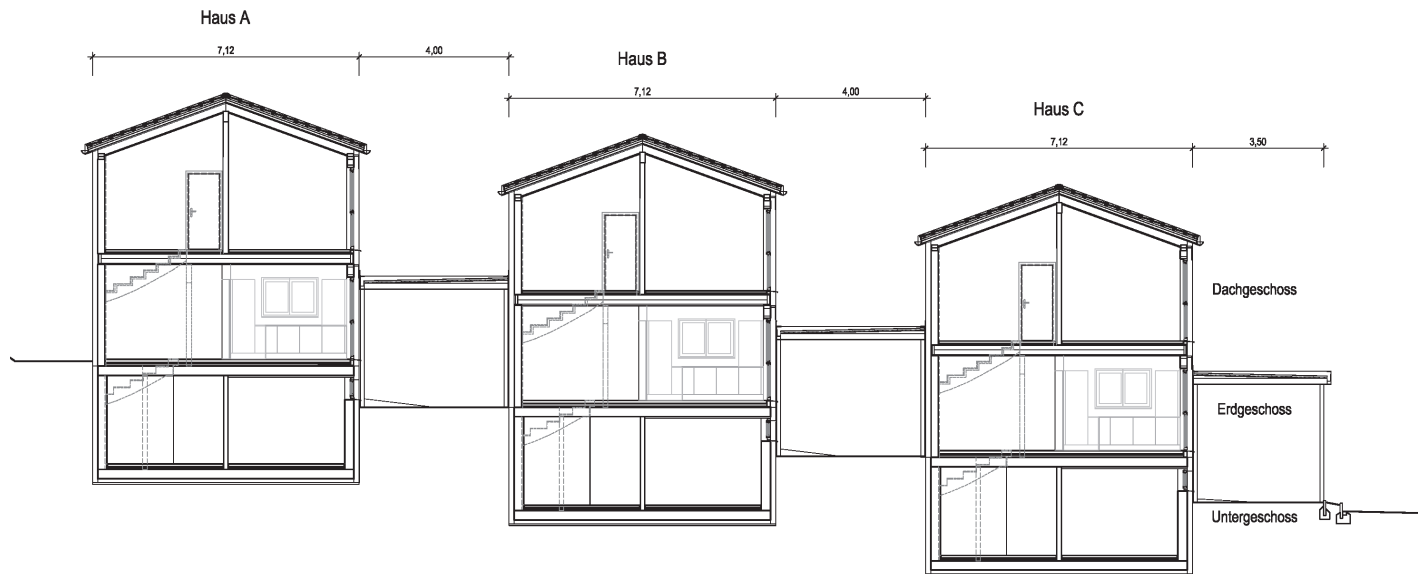 Haus A
7,12
4,00
Haus B
7,12
4,00
Haus C
7,12
3,50
Dachgeschoss
Erdgeschoss
Untergeschoss